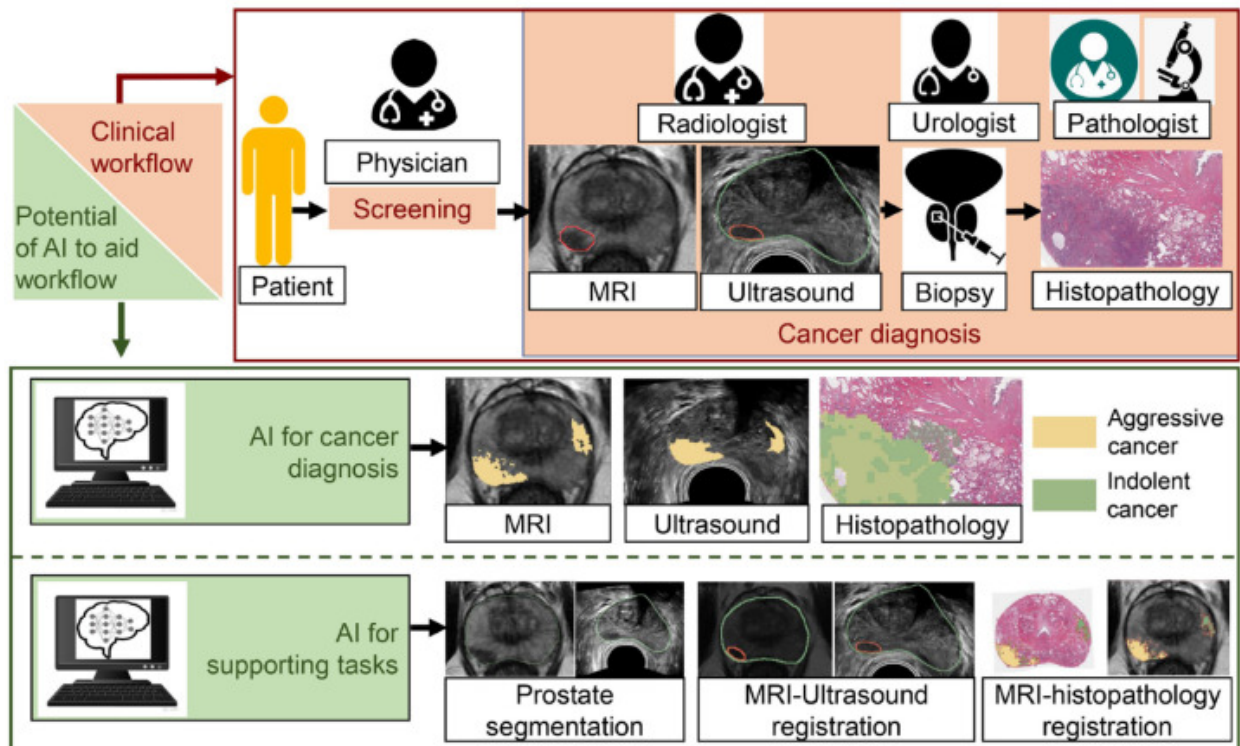 Clinical
workflow
Potential
of AI to aid
workflow
Patient
Physician
Screening
Radiologist
Urologist
Pathologist
MRI
Ultrasound
Biopsy
Histopathology
Cancer diagnosis
AI for cancer
diagnosis
MRI
Ultrasound
Histopathology
Aggressive
cancer
Indolent
cancer
AI for
supporting tasks
Prostate
segmentation
MRI-Ultrasound
registration
MRI-histopathology
registration